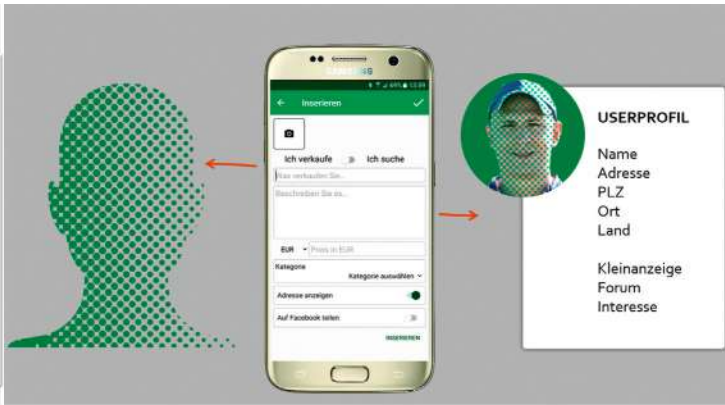 Inserieren
Ich verkaufe Ich suche
Was verkaufen Sie...
Beschreiben Sie es...
EUR Preis in EUR
Kategorie
Kategorie auswählen
Adresse anzeigen
Auf Facebook teilen
INSERIEREN
USERPROFIL
Name
Adresse
PLZ
Ort
Land
Kleinanzeige
Forum
Interesse